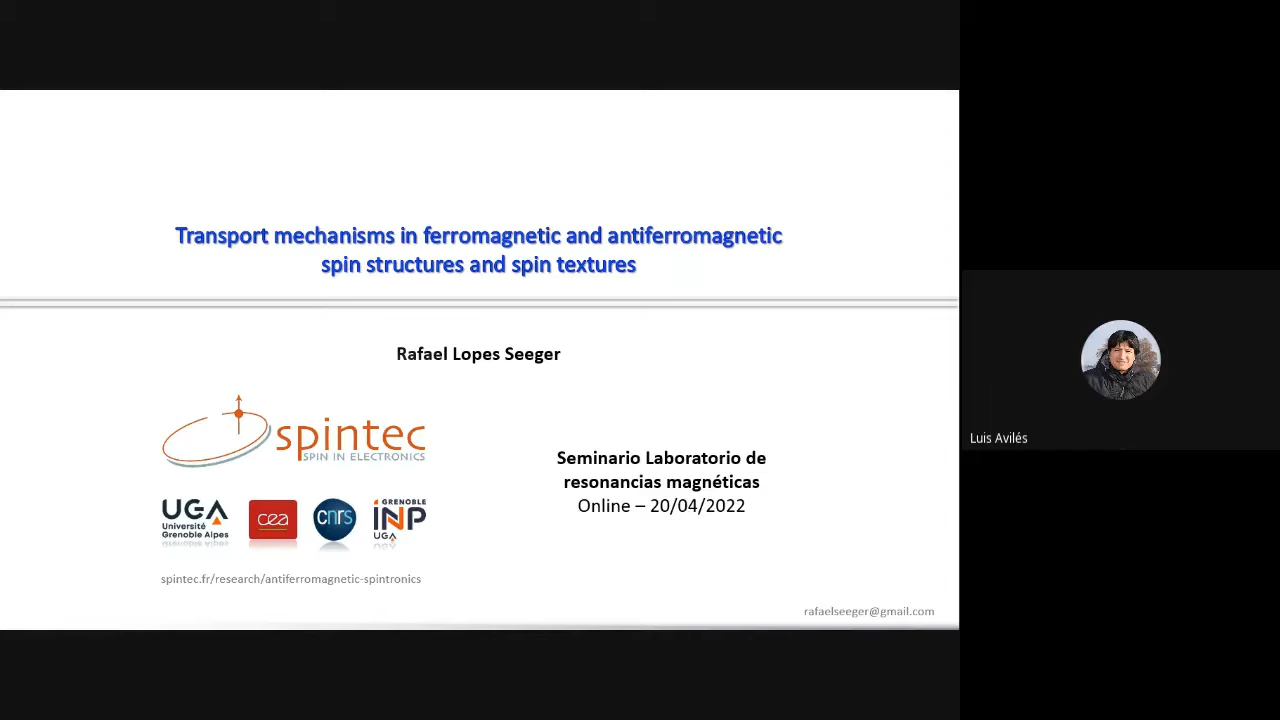 Transport mechanisms in ferromagnetic and antiferromagnetic
spin structures and spin textures
Rafael Lopes Seeger
spintec
SPIN IN ELECTRONICS
Seminario Laboratorio de
resonancias magnéticas
Online – 20/04/2022
UGA
Université
Grenoble Alpes
cea
cnrs
GRENOBLE
INP
UGA
spintec.fr/research/antiferromagnetic-spintronics
rafaelseeger@gmail.com
Luis Avilés